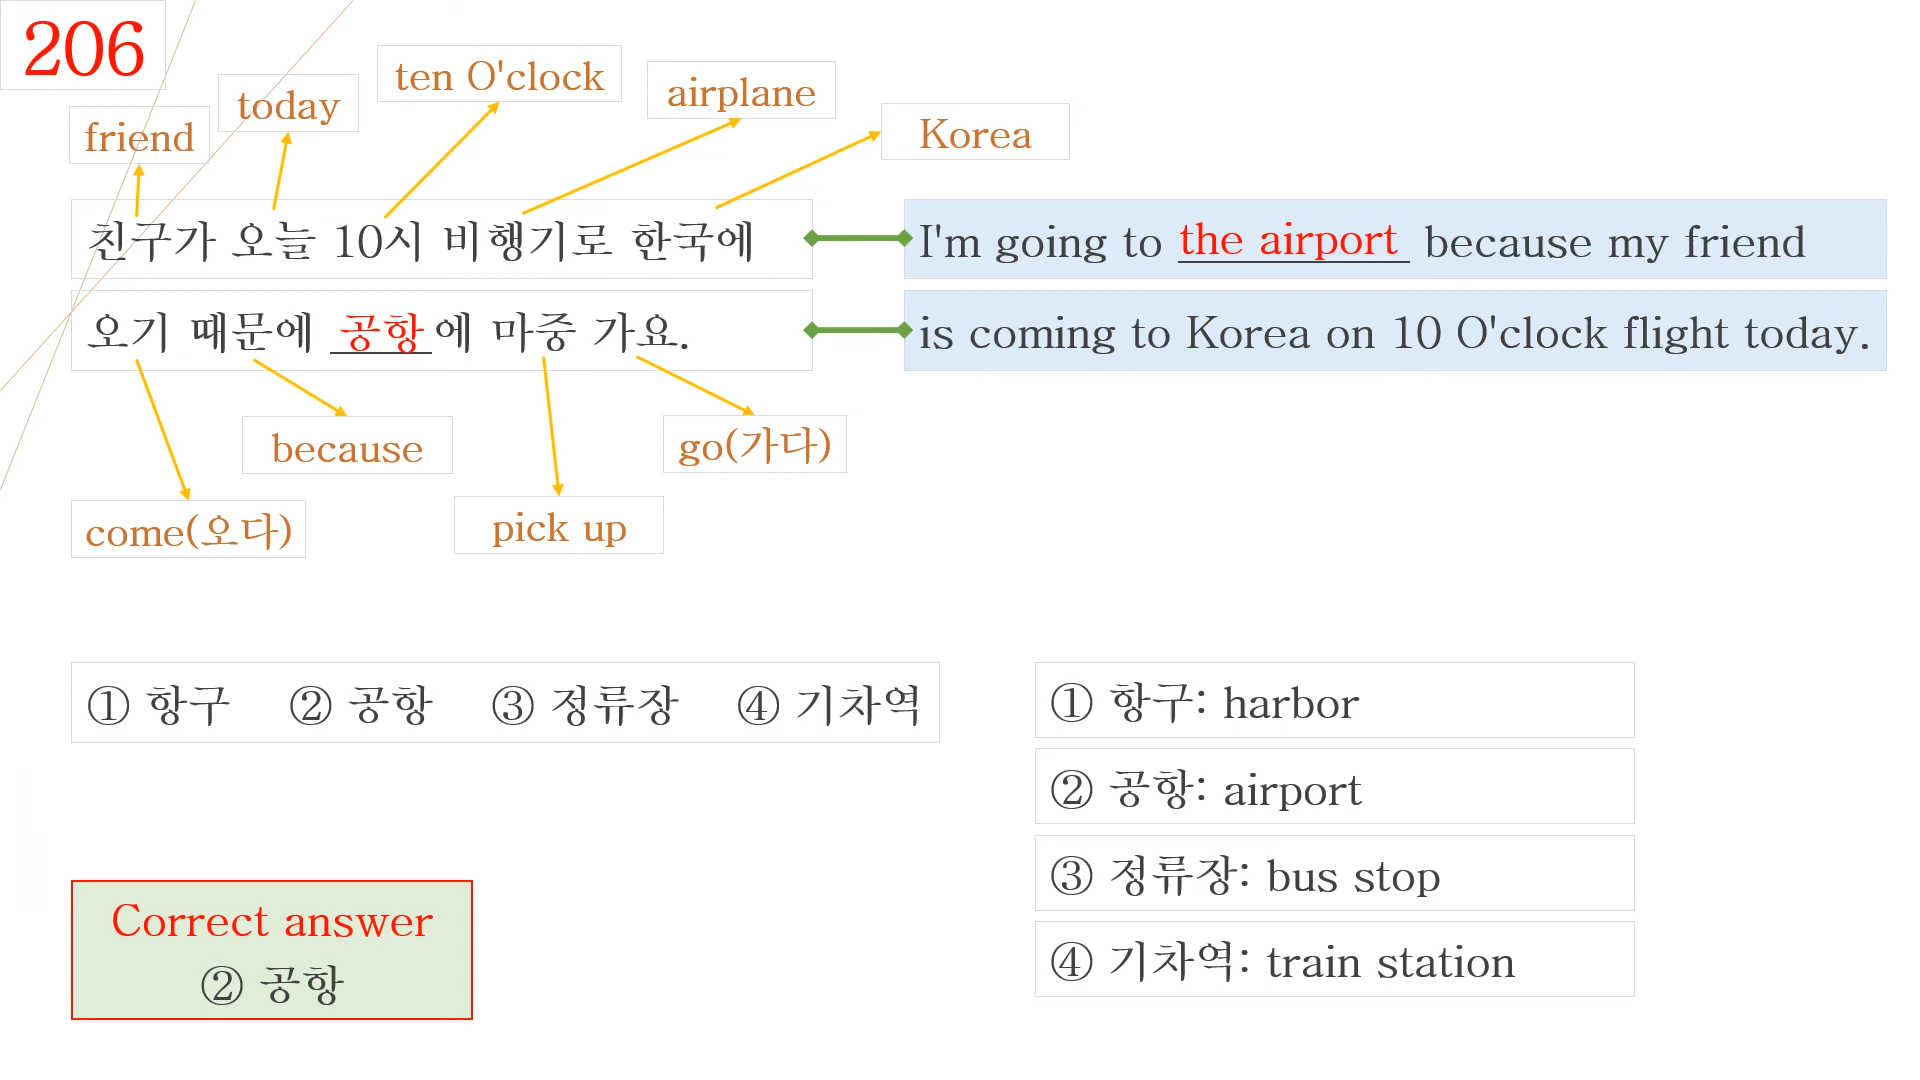 206
ten O'clock
airplane
today
Korea
friend
친구가 오늘 10시 비행기로 한국에
I'm going to the airport because my friend
오기 때문에 공항에 마중 가요.
is coming to Korea on 10 O'clock flight today.
because
go(가다)
come(오다)
pick up
① 항구 ② 공항 ③ 정류장 ④ 기차역
① 항구: harbor
② 공항: airport
③ 정류장: bus stop
④ 기차역: train station
Correct answer
② 공항